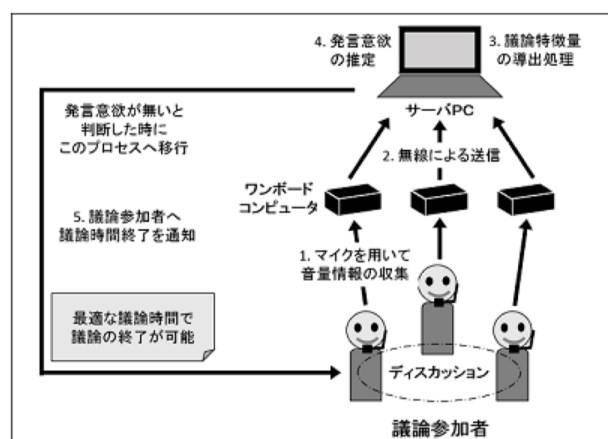 4. 発言意欲
の推定
3. 議論特徴量
の導出処理
サーバPC
発言意欲が無いと
判断した時に
このプロセスへ移行
2. 無線による送信
ワンボード
コンピュータ
5. 議論参加者へ
議論時間終了を通知
1. マイクを用いて
音量情報の収集
最適な議論時間で
議論の終了が可能
ディスカッション
議論参加者